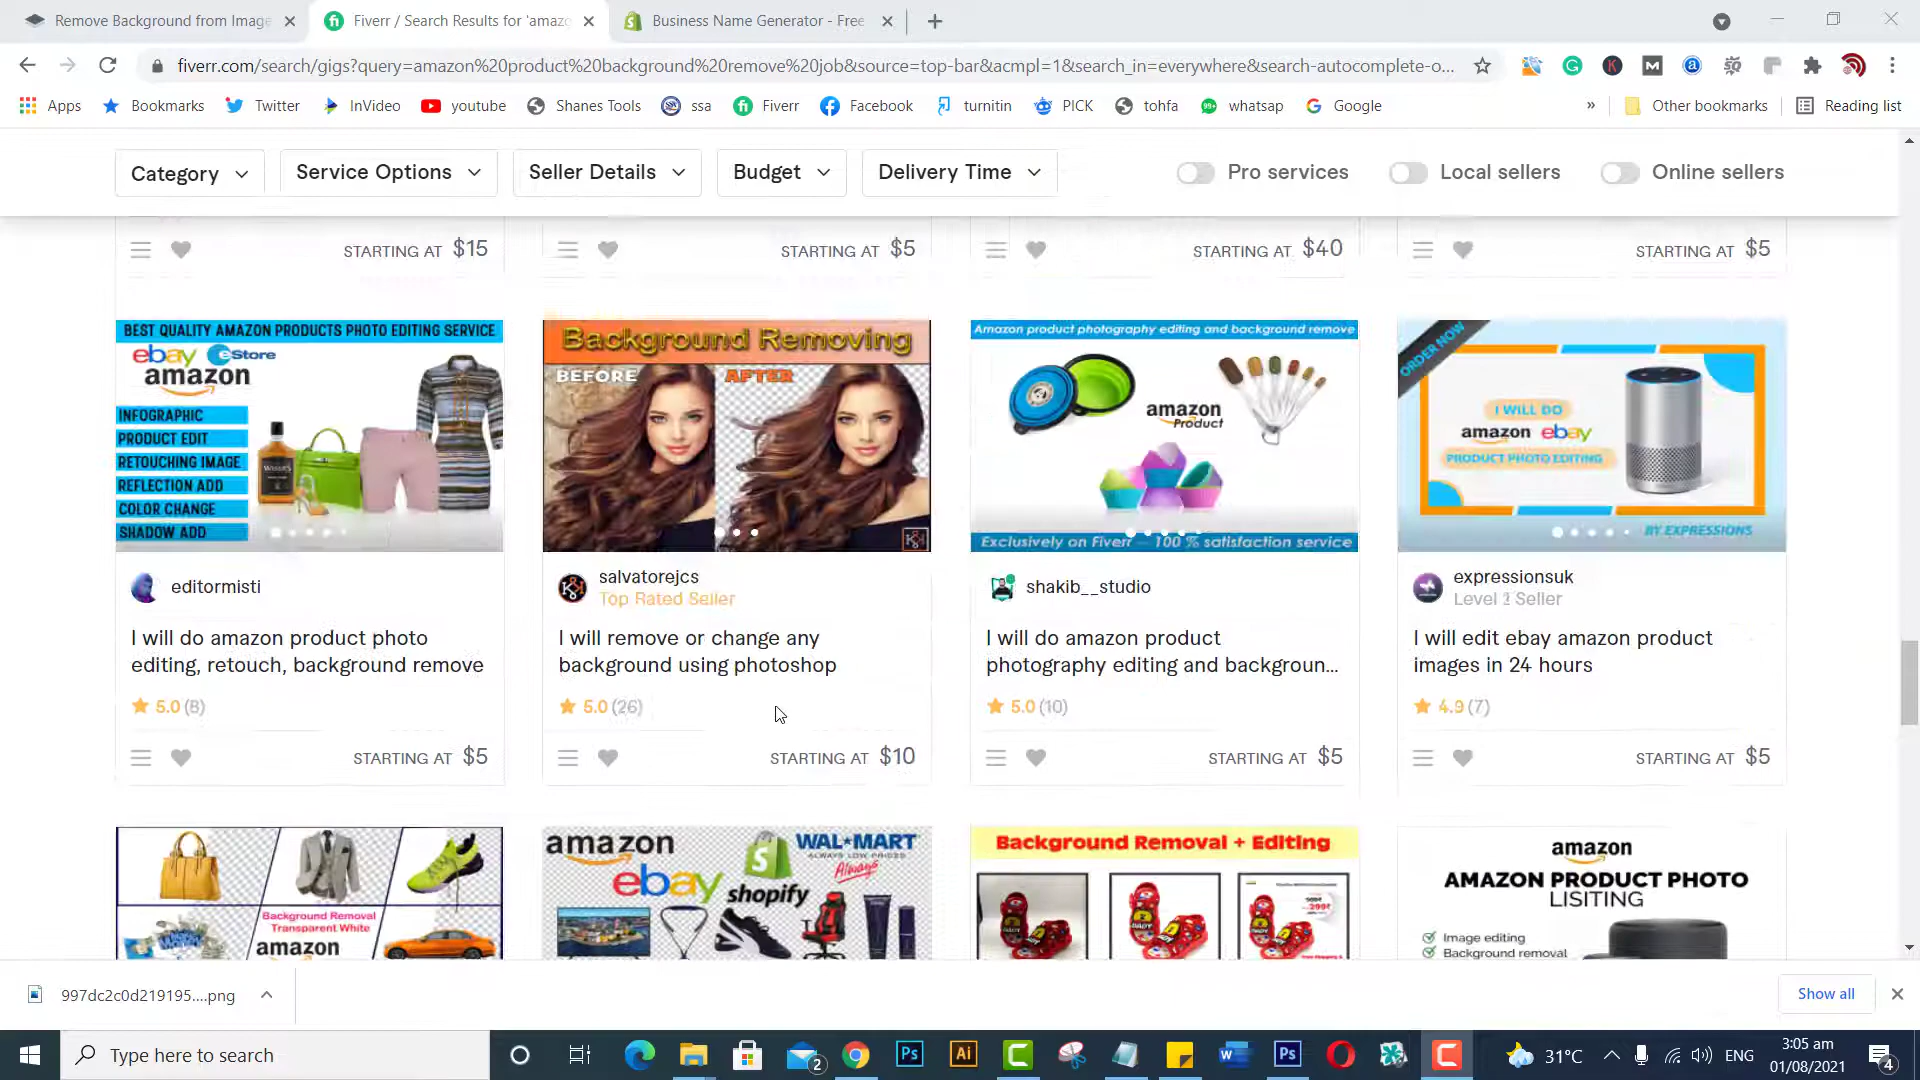 Remove Background from Image
Fiverr / Search Results for 'amazo
Business Name Generator - Free
fiverr.com/search/gigs?query=amazon%20product%20background%20remove%20job&source=top-bar&acmpl=1&search_in=everywhere&search-autocomplete-o...
Apps
Bookmarks
Twitter
InVideo
youtube
Shanes Tools
ssa
Fiverr
Facebook
turnitin
PICK
tohfa
whatsap
Google
»
Other bookmarks
Reading list
Category
Service Options
Seller Details
Budget
Delivery Time
Pro services
Local sellers
Online sellers
STARTING AT $15
STARTING AT $5
STARTING AT $40
STARTING AT $5
BEST QUALITY AMAZON PRODUCTS PHOTO EDITING SERVICE
ebay eStore
amazon
INFOGRAPHIC
PRODUCT EDIT
RETOUCHING IMAGE
REFLECTION ADD
COLOR CHANGE
SHADOW ADD
Background Removing
BEFORE
AFTER
Amazon product photography editing and background remove
amazon
Product
Exclusively on Fiverr — 100 % satisfaction service
ORDER NOW
I WILL DO
amazon ebay
PRODUCT PHOTO EDITING
BY EXPRESSIONS
editormisti
I will do amazon product photo
editing, retouch, background remove
5.0 (8)
STARTING AT $5
salvatorejcs
Top Rated Seller
I will remove or change any
background using photoshop
5.0 (26)
STARTING AT $10
shakib__studio
I will do amazon product
photography editing and backgroun...
5.0 (10)
STARTING AT $5
expressionsuk
Level 2 Seller
I will edit ebay amazon product
images in 24 hours
4.9 (7)
STARTING AT $5
Background Removal
Transparent White
amazon
amazon
WAL★MART
ALWAYS LOW PRICES
Always
ebay
shopify
Background Removal + Editing
amazon
AMAZON PRODUCT PHOTO
LISITING
Image editing
Background removal
997dc2c0d219195....png
Show all
Type here to search
2
31°C
ENG
3:05 am
01/08/2021
4